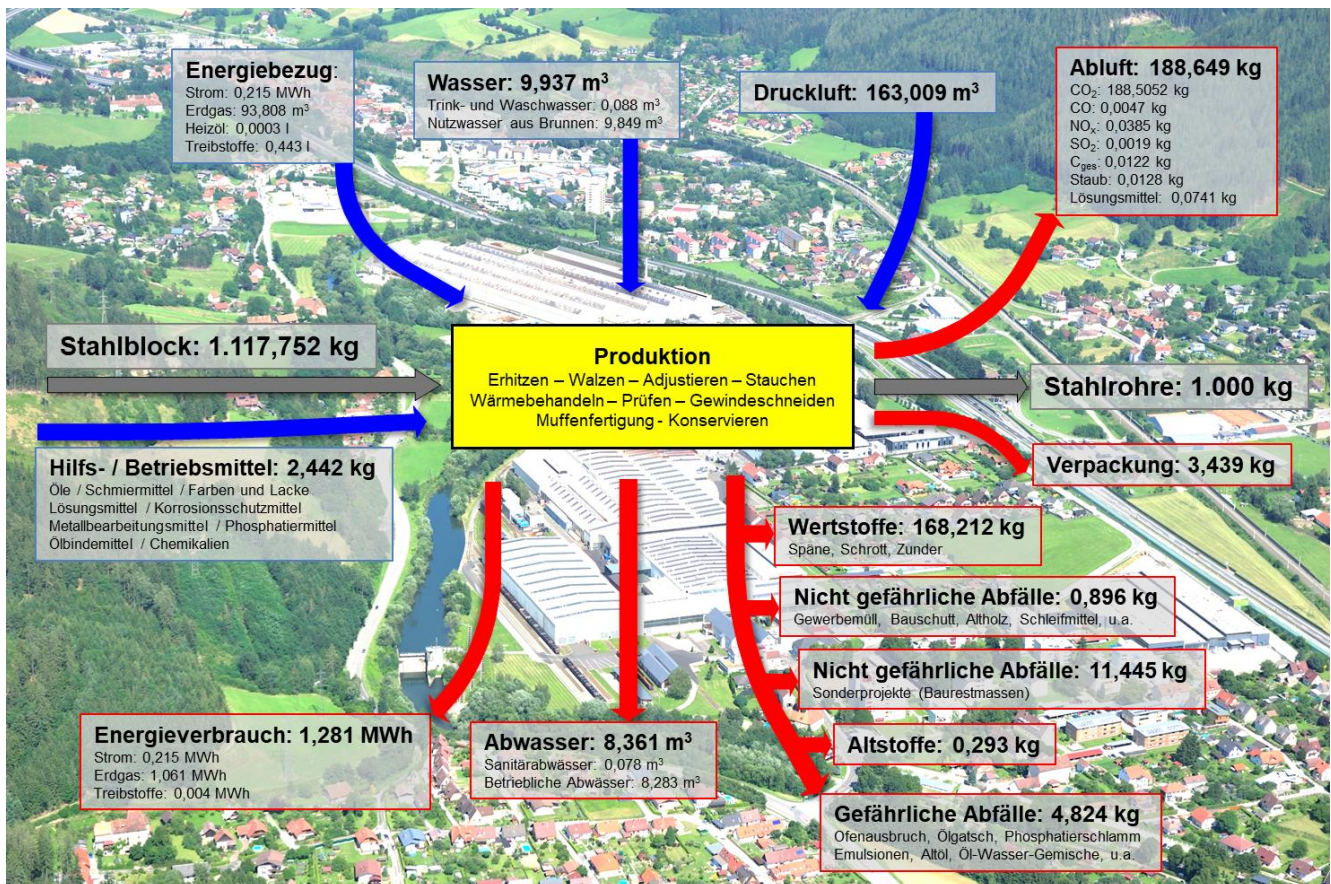 Energiebezug:
Strom: 0,215 MWh
Erdgas: 93,808 m³
Heizöl: 0,0003 l
Treibstoffe: 0,443 l
Wasser: 9,937 m³
Trink- und Waschwasser: 0,088 m³
Nutzwasser aus Brunnen: 9,849 m³
Druckluft: 163,009 m³
Abluft: 188,649 kg
CO₂: 188,5052 kg
CO: 0,0047 kg
NOₓ: 0,0385 kg
SO₂: 0,0019 kg
C_ges: 0,0122 kg
Staub: 0,0128 kg
Lösungsmittel: 0,0741 kg
Stahlblock: 1.117,752 kg
Produktion
Erhitzen – Walzen – Adjustieren – Stauchen
Wärmebehandeln – Prüfen – Gewindeschneiden
Muffenfertigung - Konservieren
Stahlrohre: 1.000 kg
Hilfs- / Betriebsmittel: 2,442 kg
Öle / Schmiermittel / Farben und Lacke
Lösungsmittel / Korrosionsschutzmittel
Metallbearbeitungsmittel / Phosphatiermittel
Ölbindemittel / Chemikalien
Verpackung: 3,439 kg
Wertstoffe: 168,212 kg
Späne, Schrott, Zunder
Nicht gefährliche Abfälle: 0,896 kg
Gewerbemüll, Bauschutt, Altholz, Schleifmittel, u.a.
Nicht gefährliche Abfälle: 11,445 kg
Sonderprojekte (Baurestmassen)
Energieverbrauch: 1,281 MWh
Strom: 0,215 MWh
Erdgas: 1,061 MWh
Treibstoffe: 0,004 MWh
Abwasser: 8,361 m³
Sanitärabwässer: 0,078 m³
Betriebliche Abwässer: 8,283 m³
Altstoffe: 0,293 kg
Gefährliche Abfälle: 4,824 kg
Ofenausbruch, Ölgatsch, Phosphatierschlamm
Emulsionen, Altöl, Öl-Wasser-Gemische, u.a.